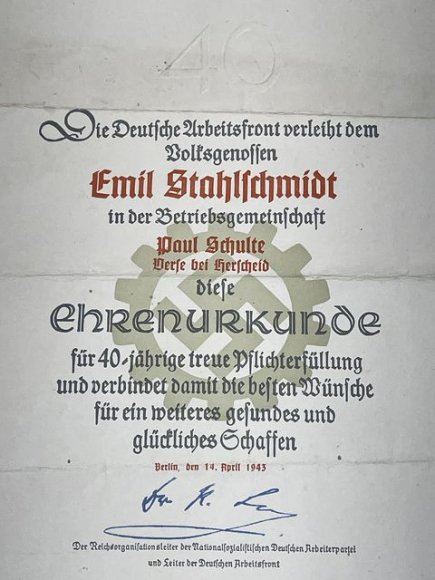 40
Die Deutsche Arbeitsfront verleiht dem
Volksgenossen
Emil Stahlschmidt
in der Betriebsgemeinschaft
Paul Schulte
Verse bei Herscheid
diese
EHRENURKUNDE
für 40-jährige treue Pflichterfüllung
und verbindet damit die besten Wünsche
für ein weiteres gesundes und
glückliches Schaffen
Berlin, den 14. April 1943
Der Reichsorganisationsleiter der Nationalsozialistischen Deutschen Arbeiterpartei
und Leiter der Deutschen Arbeitsfront